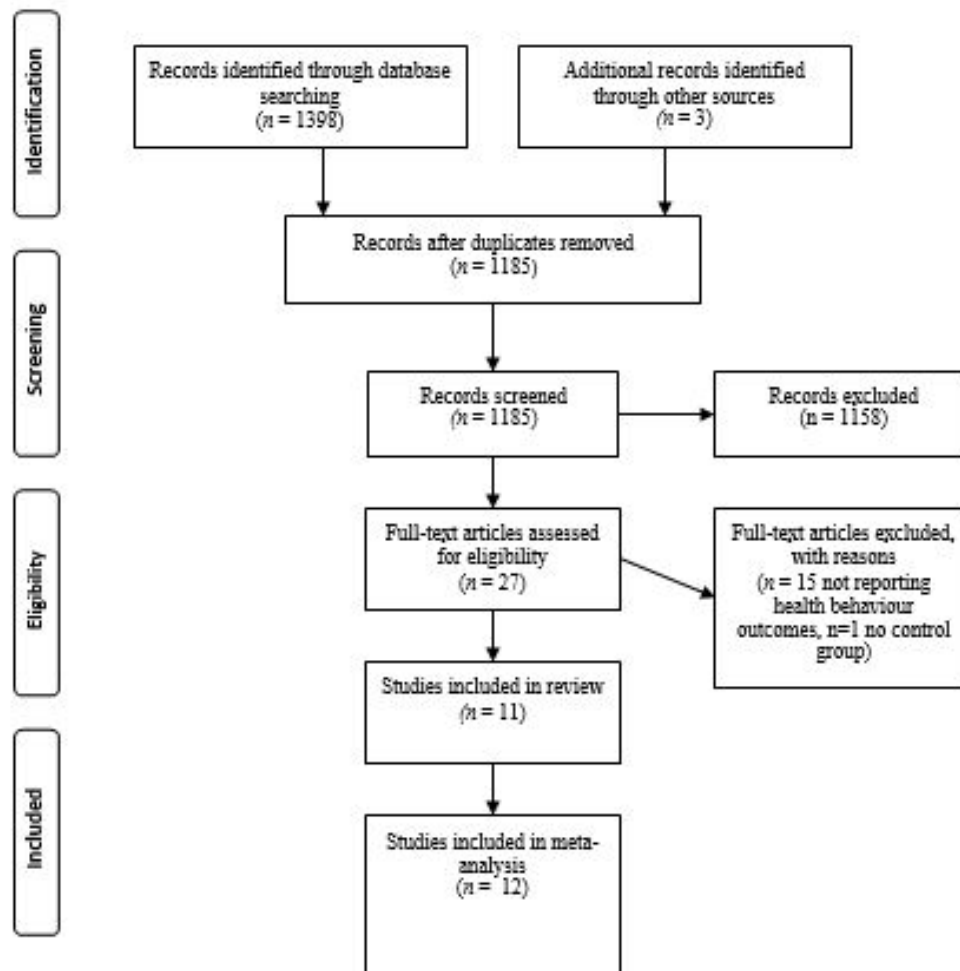 Identification
Records identified through database
searching
(n = 1398)
Additional records identified
through other sources
(n = 3)
Records after duplicates removed
(n = 1185)
Screening
Records screened
(n = 1185)
Records excluded
(n = 1158)
Eligibility
Full-text articles assessed
for eligibility
(n = 27)
Full-text articles excluded,
with reasons
(n = 15 not reporting
health behaviour
outcomes, n=1 no control
group)
Studies included in review
(n = 11)
Included
Studies included in meta-
analysis
(n = 12)